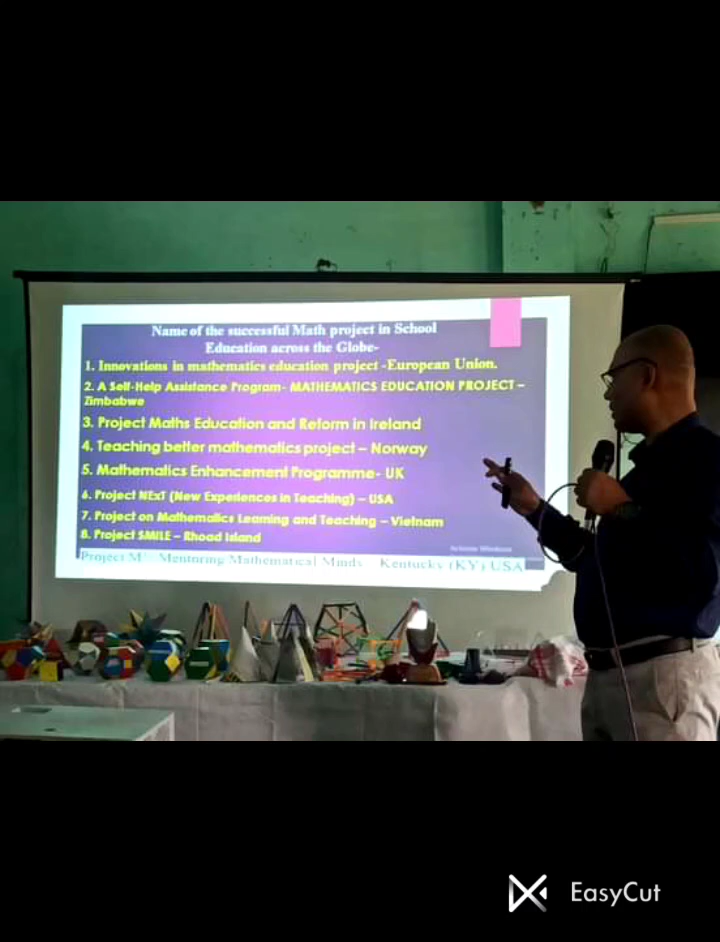 Name of the successful Math project in School
Education across the Globe-
1. Innovations in mathematics education project -European Union.
2. A Self-Help Assistance Program- MATHEMATICS EDUCATION PROJECT –
Zimbabwe
3. Project Maths Education and Reform in Ireland
4. Teaching better mathematics project – Norway
5. Mathematics Enhancement Programme- UK
6. Project NExT (New Experiences in Teaching) – USA
7. Project on Mathematics Learning and Teaching – Vietnam
8. Project SMILE – Rhoad Island
Activate Windows
Project Mentoring Mathematical Minds Kentucky (KY) USA
EasyCut